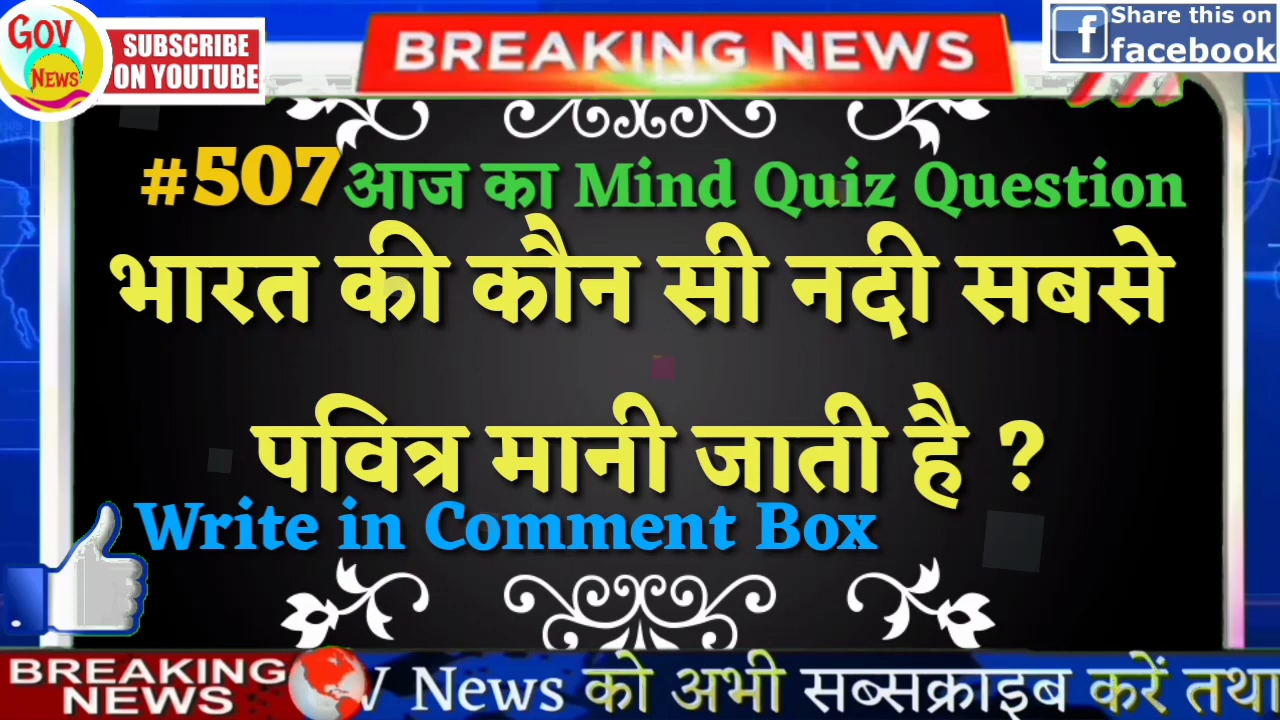 GOV
NEWS
SUBSCRIBE
ON YOUTUBE
BREAKING NEWS
Share this on
facebook
#507 आज का Mind Quiz Question
भारत की कौन सी नदी सबसे
पवित्र मानी जाती है ?
Write in Comment Box
BREAKING
NEWS
V News को अभी सब्सक्राइब करें तथा